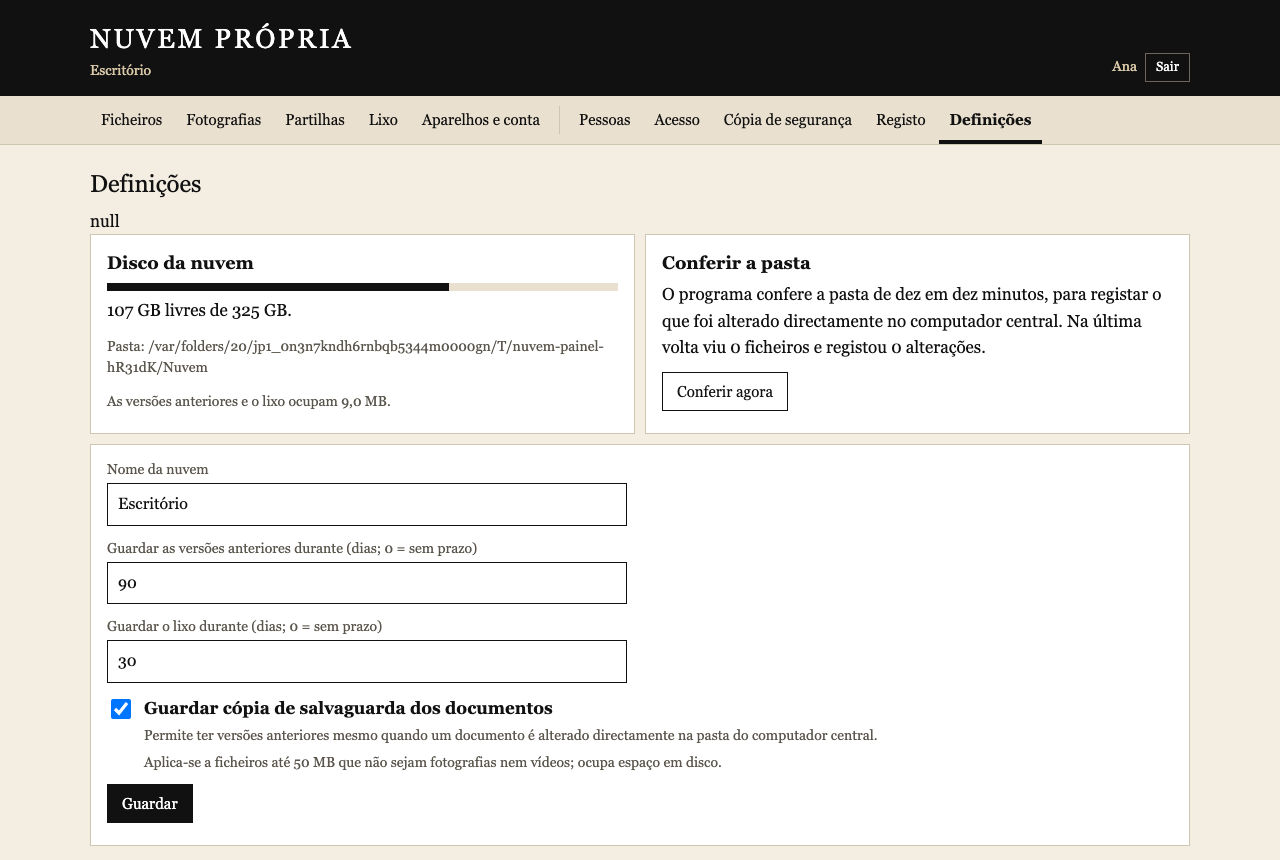 NUVEM PRÓPRIA
Escritório
Ana
Sair
Ficheiros
Fotografias
Partilhas
Lixo
Aparelhos e conta
Pessoas
Acesso
Cópia de segurança
Registo
Definições
Definições
null
Disco da nuvem
107 GB livres de 325 GB.
Pasta: /var/folders/20/jp1_0n3n7kndh6rnbqb5344m0000gn/T/nuvem-painel-
hR31dK/Nuvem
As versões anteriores e o lixo ocupam 9,0 MB.
Conferir a pasta
O programa confere a pasta de dez em dez minutos, para registar o
que foi alterado directamente no computador central. Na última
volta viu 0 ficheiros e registou 0 alterações.
Conferir agora
Nome da nuvem
Escritório
Guardar as versões anteriores durante (dias; 0 = sem prazo)
90
Guardar o lixo durante (dias; 0 = sem prazo)
30
Guardar cópia de salvaguarda dos documentos
Permite ter versões anteriores mesmo quando um documento é alterado directamente na pasta do computador central.
Aplica-se a ficheiros até 50 MB que não sejam fotografias nem vídeos; ocupa espaço em disco.
Guardar